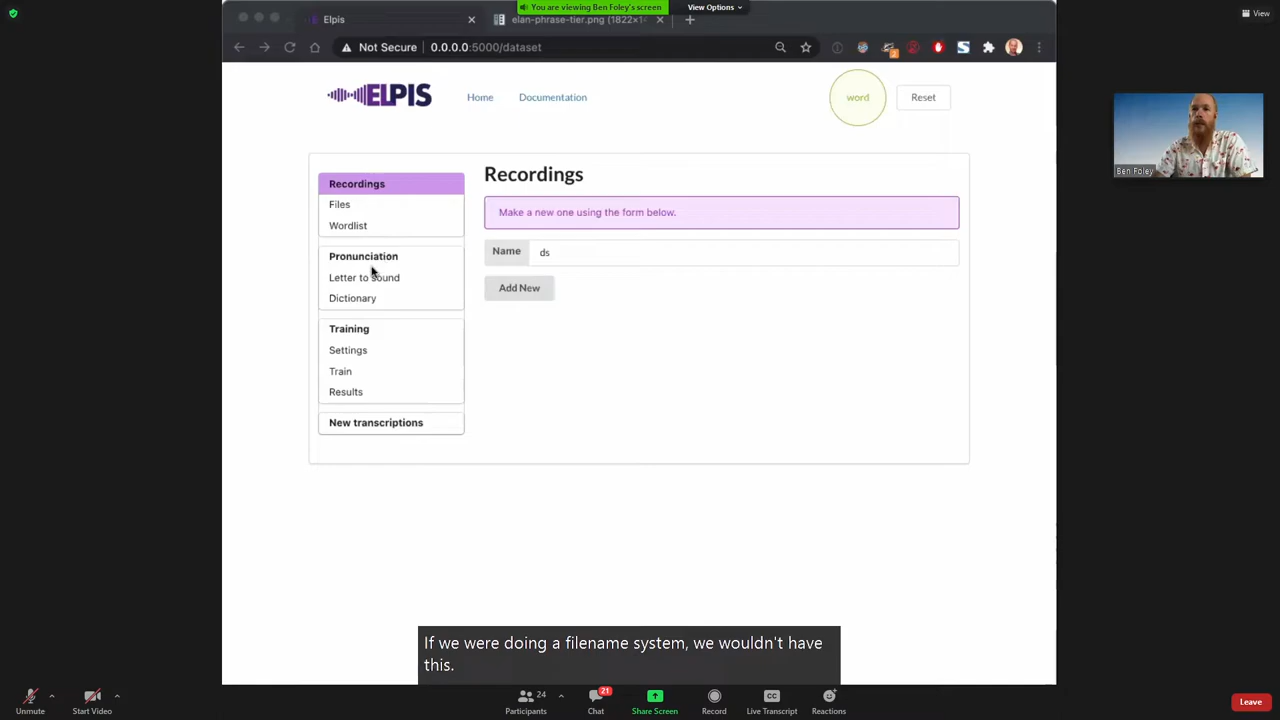 You are viewing Ben Foley's screen
View Options
View
Elpis
elan-phrase-tier.png (1822×1
Not Secure
0.0.0.0:5000/dataset
ELPIS
Home
Documentation
word
Reset
Recordings
Files
Wordlist
Pronunciation
Letter to sound
Dictionary
Training
Settings
Train
Results
New transcriptions
Recordings
Make a new one using the form below.
Name
ds
Add New
Ben Foley
If we were doing a filename system, we wouldn't have
this.
Unmute
Start Video
24
Participants
21
Chat
Share Screen
Record
CC
Live Transcript
Reactions
Leave